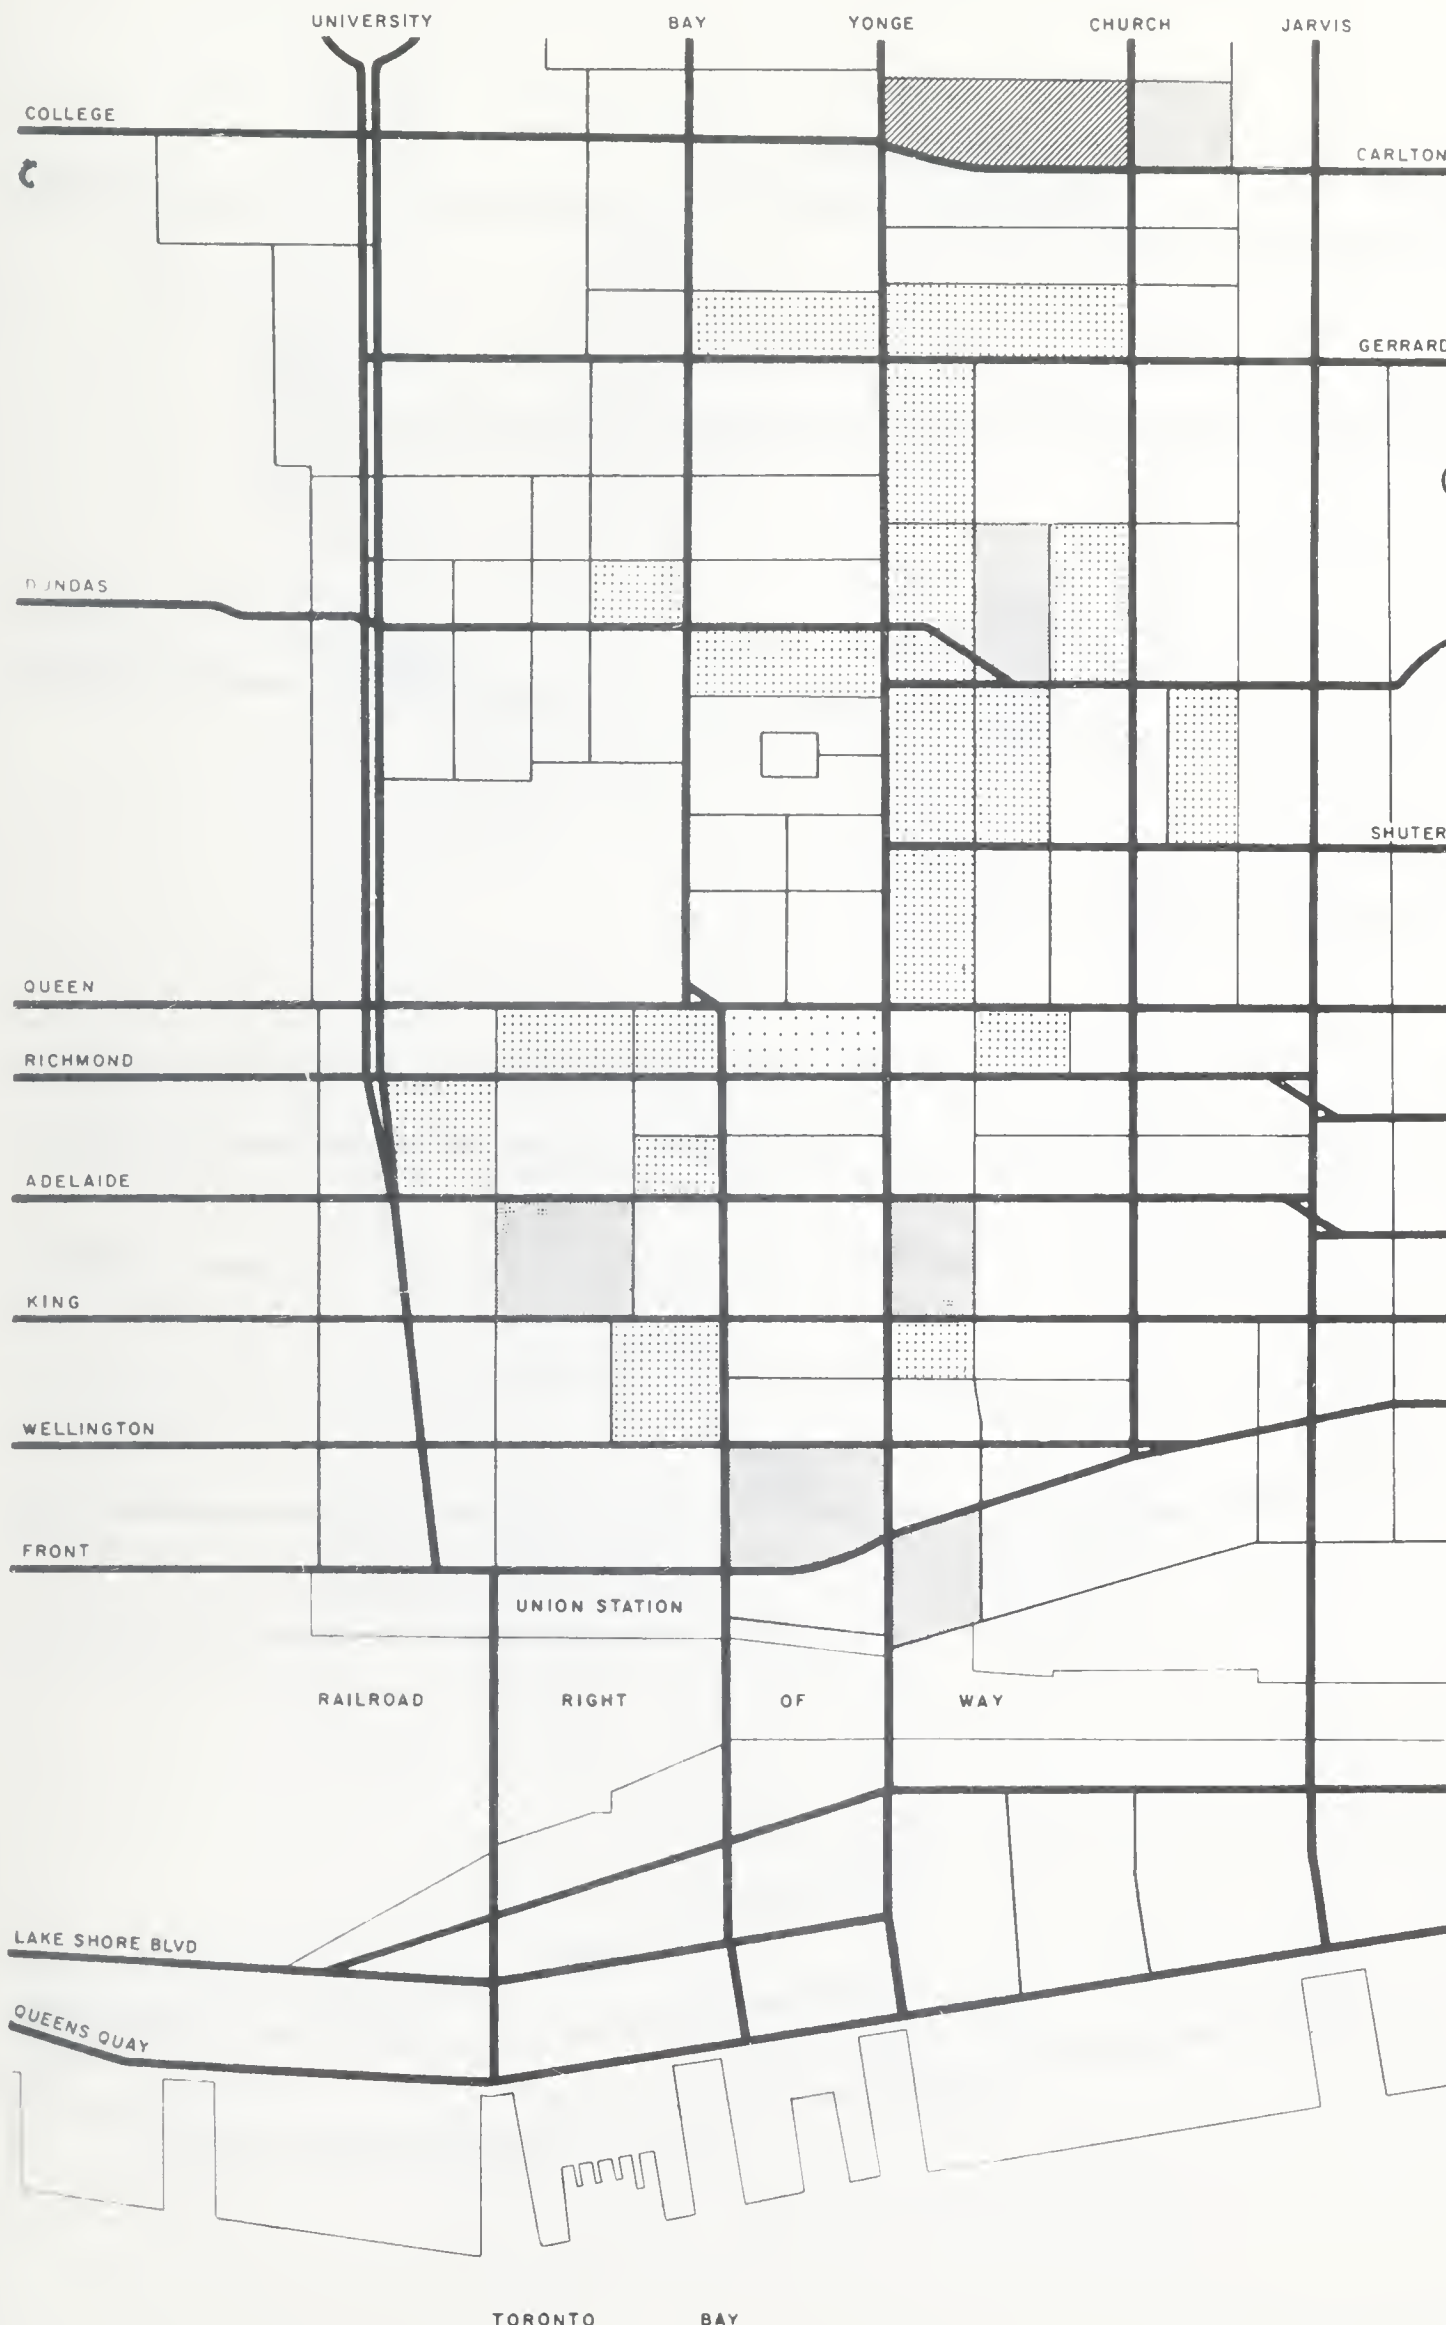 UNIVERSITY BAY YONGE CHURCH JARVIS
COLLEGE
CARLTON
GERRARD
DUNDAS
SHUTER
QUEEN
RICHMOND
ADELAIDE
KING
WELLINGTON
FRONT
UNION STATION
RAILROAD RIGHT OF WAY
LAKE SHORE BLVD
QUEENS QUAY
TORONTO BAY